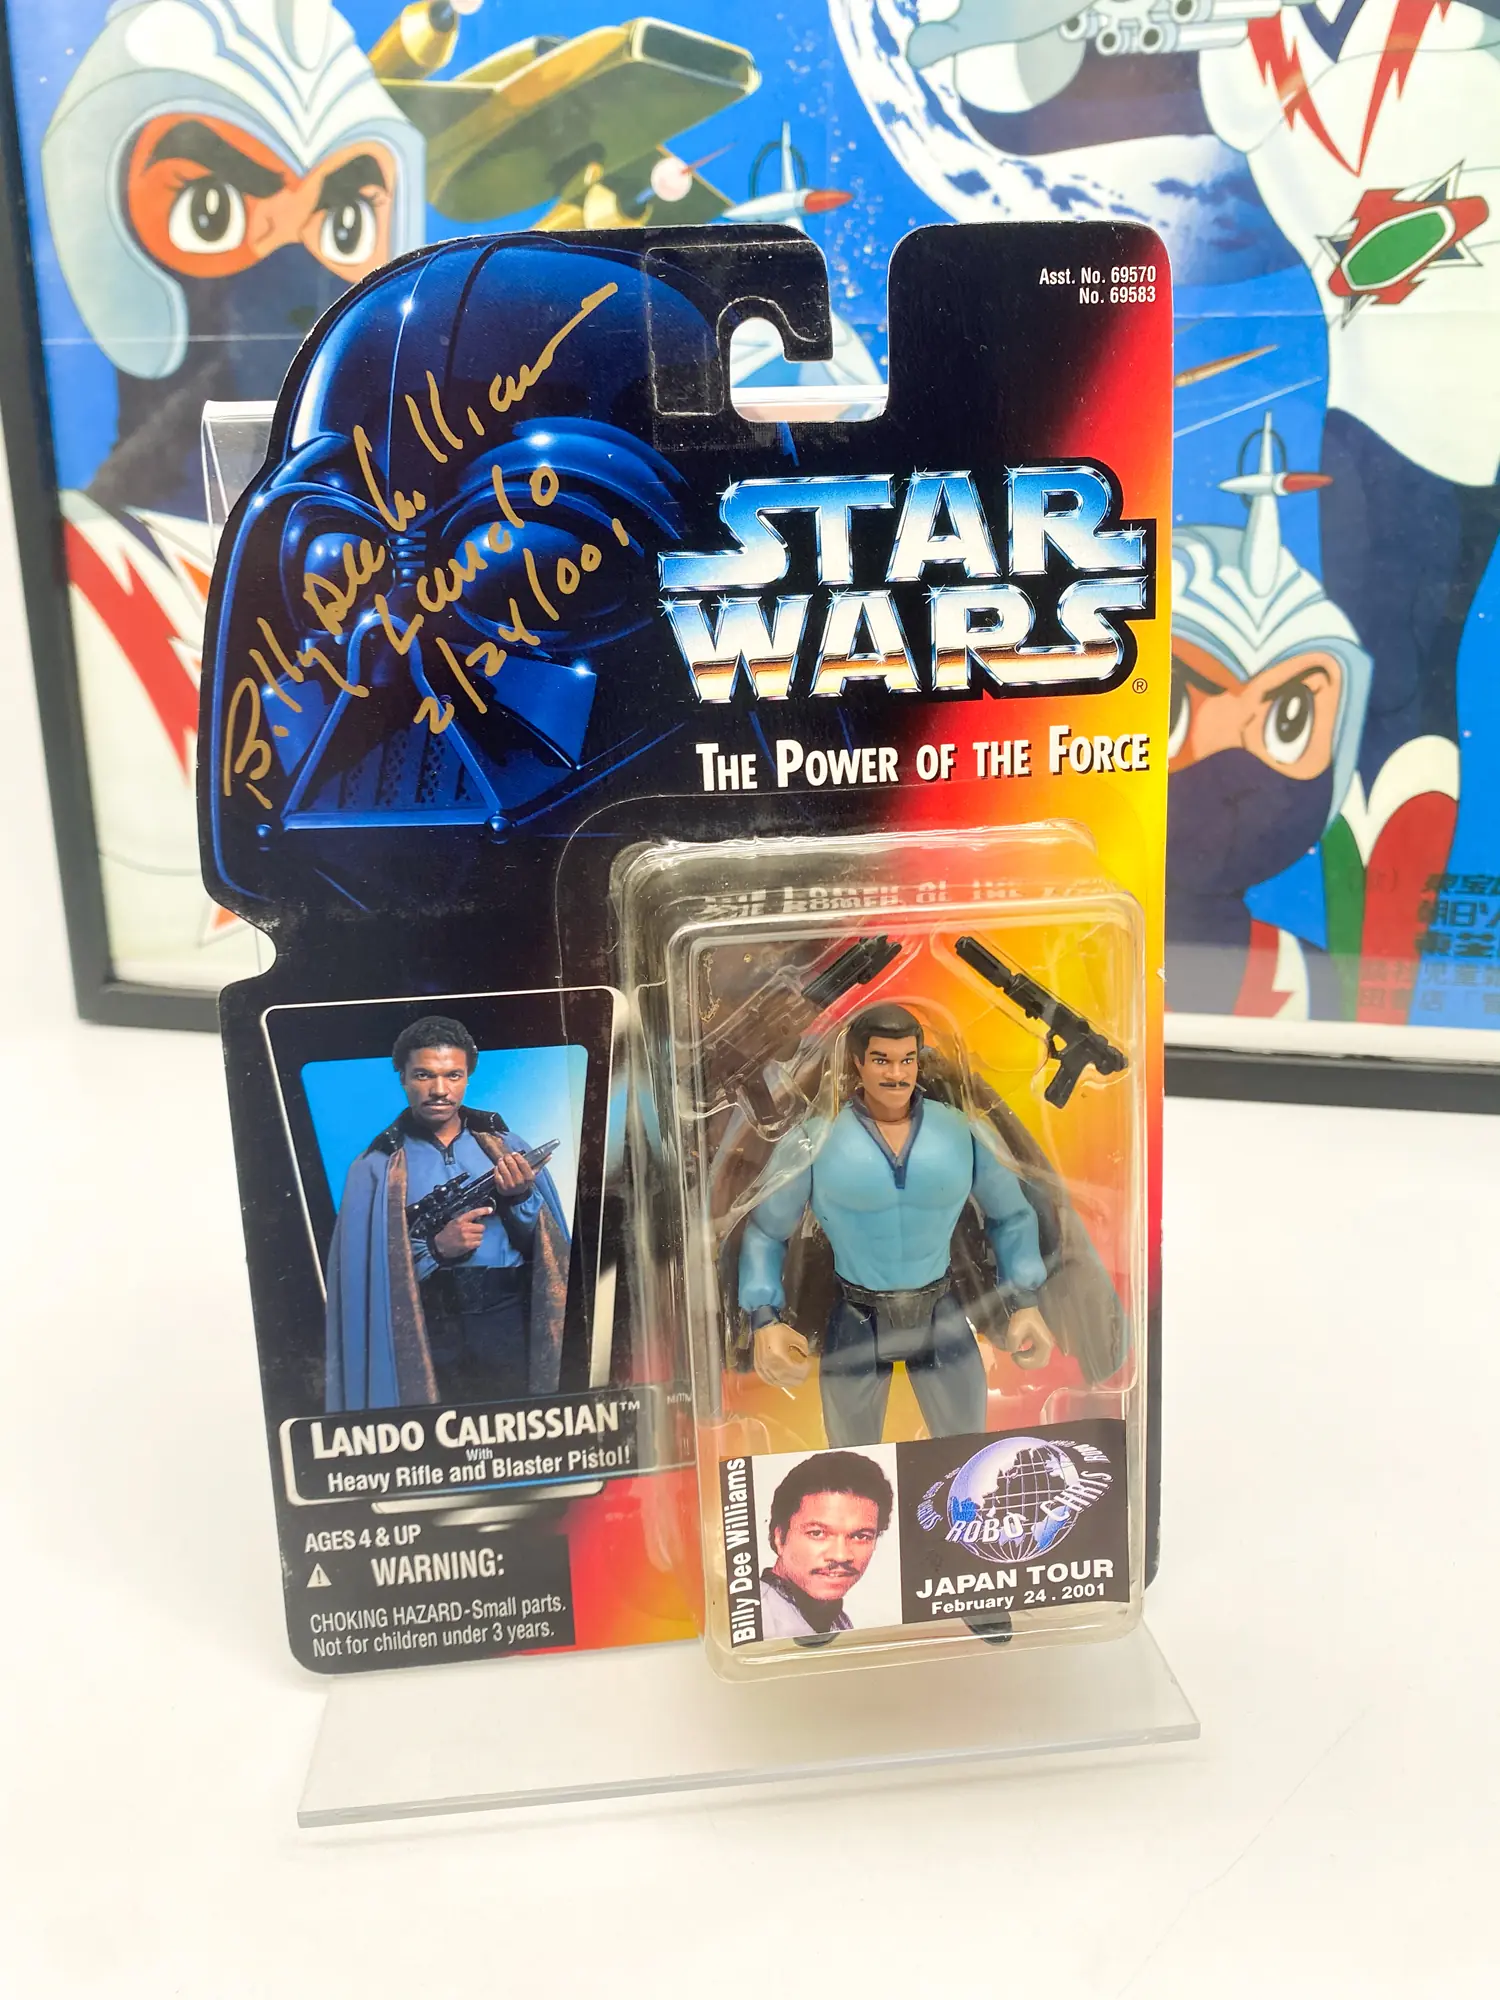 Asst. No. 69570
No. 69583
Billy Dee Williams
Lando
2/24/2001
STAR
WARS®
THE POWER OF THE FORCE
LANDO CALRISSIAN™
With
Heavy Rifle and Blaster Pistol!
AGES 4 & UP
WARNING:
CHOKING HAZARD-Small parts.
Not for children under 3 years.
Billy Dee Williams
ROBO-CHRIS
JAPAN TOUR
February 24. 2001